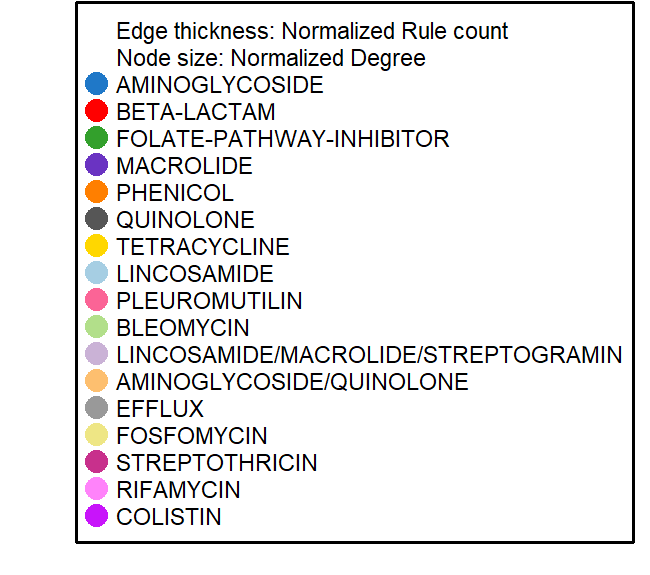 Edge thickness: Normalized Rule count
Node size: Normalized Degree
AMINOGLYCOSIDE
BETA-LACTAM
FOLATE-PATHWAY-INHIBITOR
MACROLIDE
PHENICOL
QUINOLONE
TETRACYCLINE
LINCOSAMIDE
PLEUROMUTILIN
BLEOMYCIN
LINCOSAMIDE/MACROLIDE/STREPTOGRAMIN
AMINOGLYCOSIDE/QUINOLONE
EFFLUX
FOSFOMYCIN
STREPTOTHRICIN
RIFAMYCIN
COLISTIN